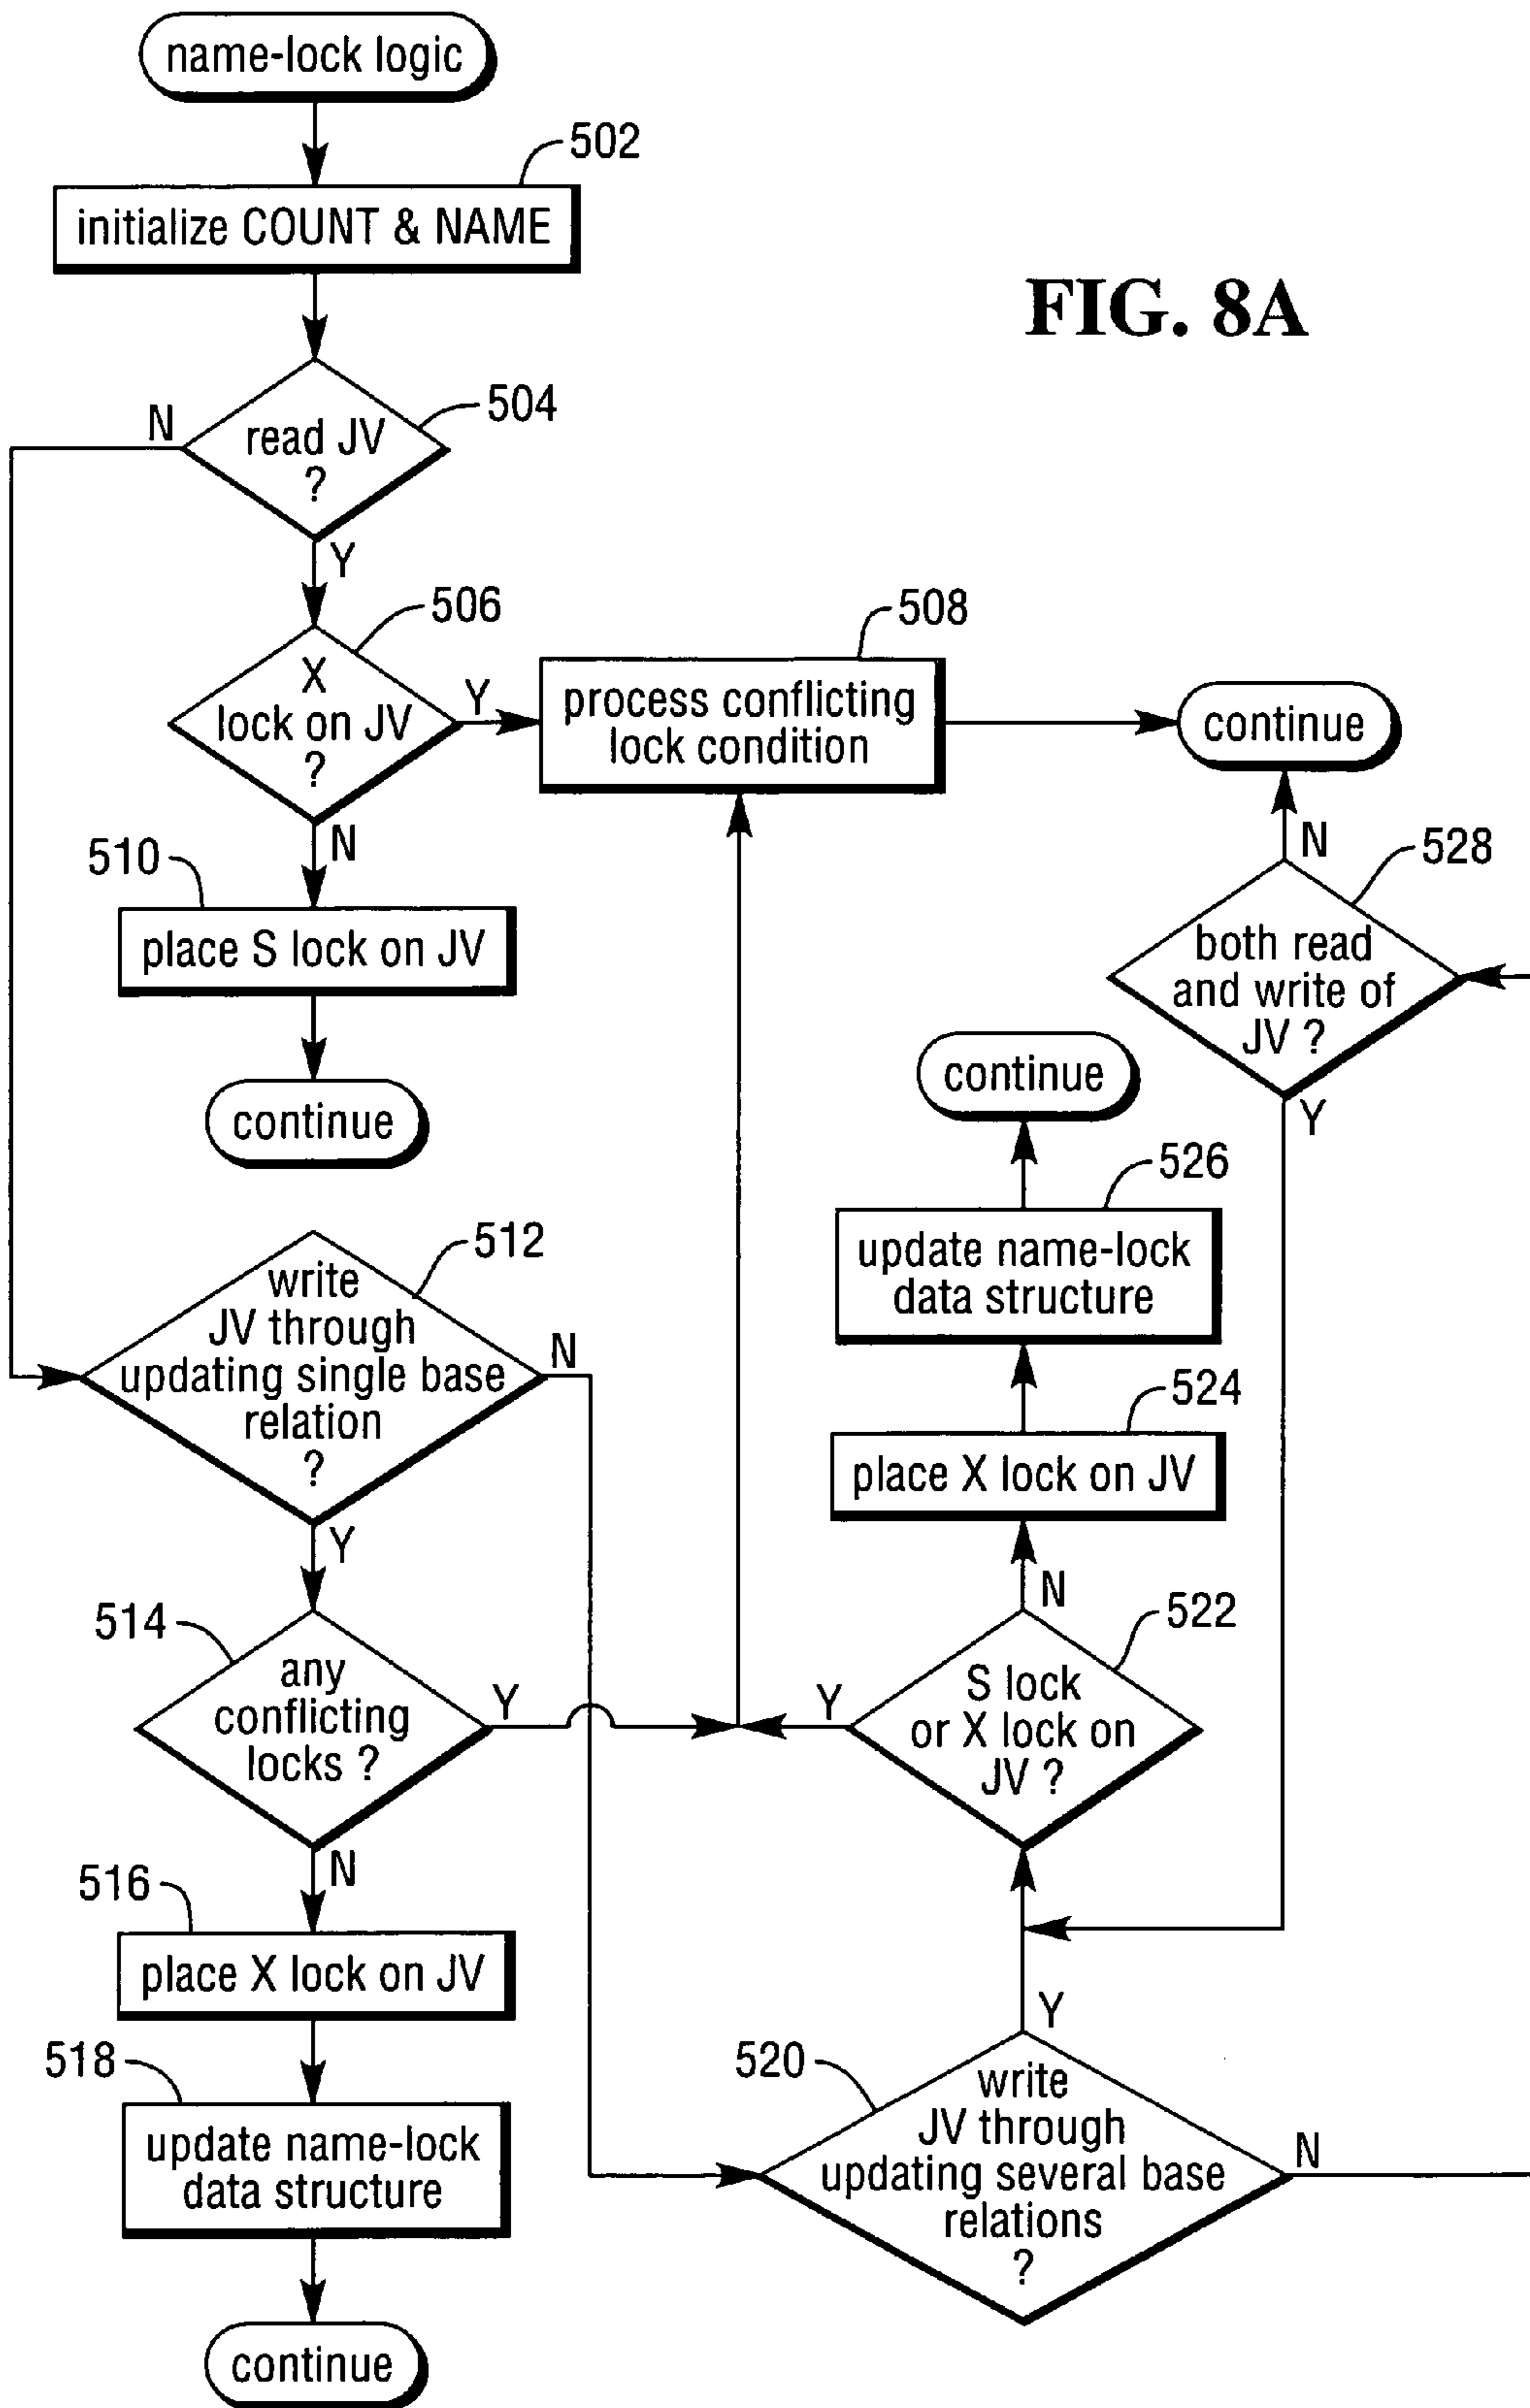 name-lock logic
502
initialize COUNT & NAME
FIG. 8A
504
N
read JV
?
Y
506
X
lock on JV
?
Y
508
process conflicting
lock condition
continue
N
510
place S lock on JV
continue
N
528
both read
and write of
JV ?
Y
continue
526
update name-lock
data structure
524
place X lock on JV
N
522
S lock
or X lock on
JV ?
Y
512
write
JV through
updating single base
relation
?
N
Y
514
any
conflicting
locks ?
Y
N
516
place X lock on JV
518
update name-lock
data structure
continue
Y
520
write
JV through
updating several base
relations
?
N